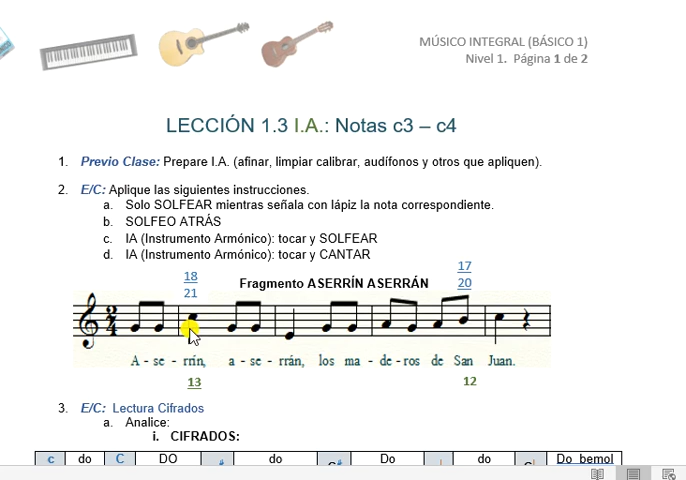 MÚSICO INTEGRAL (BÁSICO 1)
Nivel 1. Página 1 de 2
LECCIÓN 1.3 I.A.: Notas c3 – c4
1. Previo Clase: Prepare I.A. (afinar, limpiar calibrar, audífonos y otros que apliquen).
2. E/C: Aplique las siguientes instrucciones.
a. Solo SOLFEAR mientras señala con lápiz la nota correspondiente.
b. SOLFEO ATRÁS
c. IA (Instrumento Armónico): tocar y SOLFEAR
d. IA (Instrumento Armónico): tocar y CANTAR
18 17
21 Fragmento ASERRÍN ASERRÁN 20
2
4
A - se - rrín, a - se - rrán, los ma - de - ros de San Juan.
13 12
3. E/C: Lectura Cifrados
a. Analice:
i. CIFRADOS:
c do C DO do Do do Do bemol